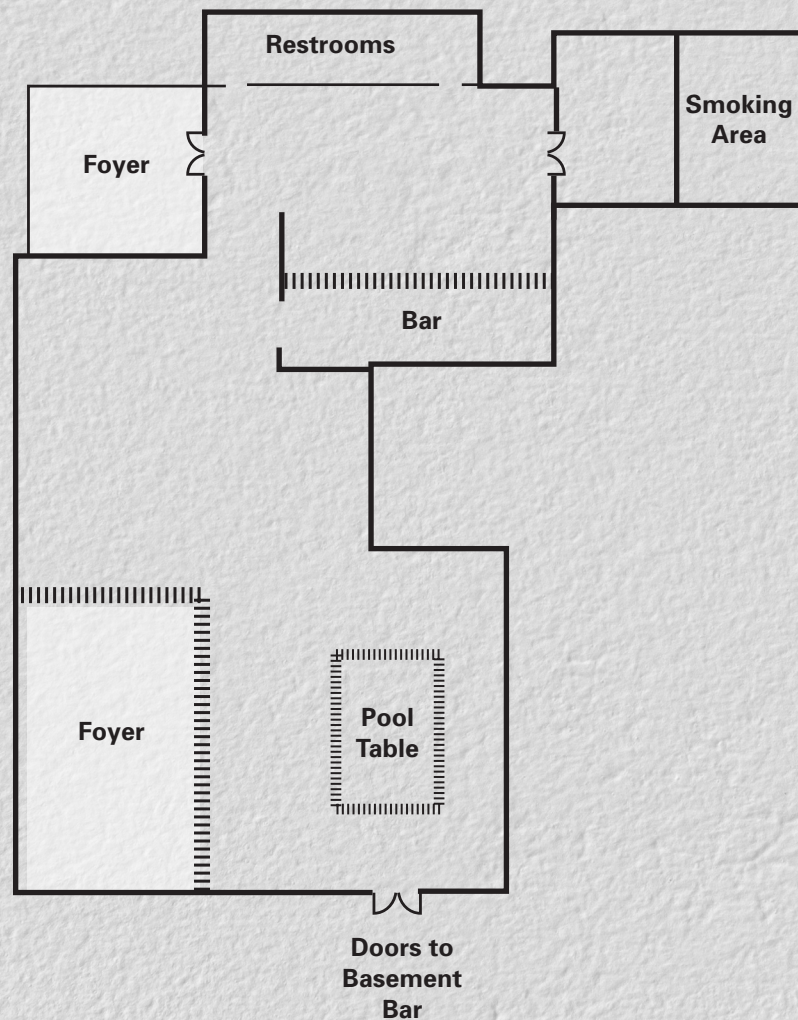 Restrooms
Smoking
Area
Foyer
Bar
Foyer
Pool
Table
Doors to
Basement
Bar